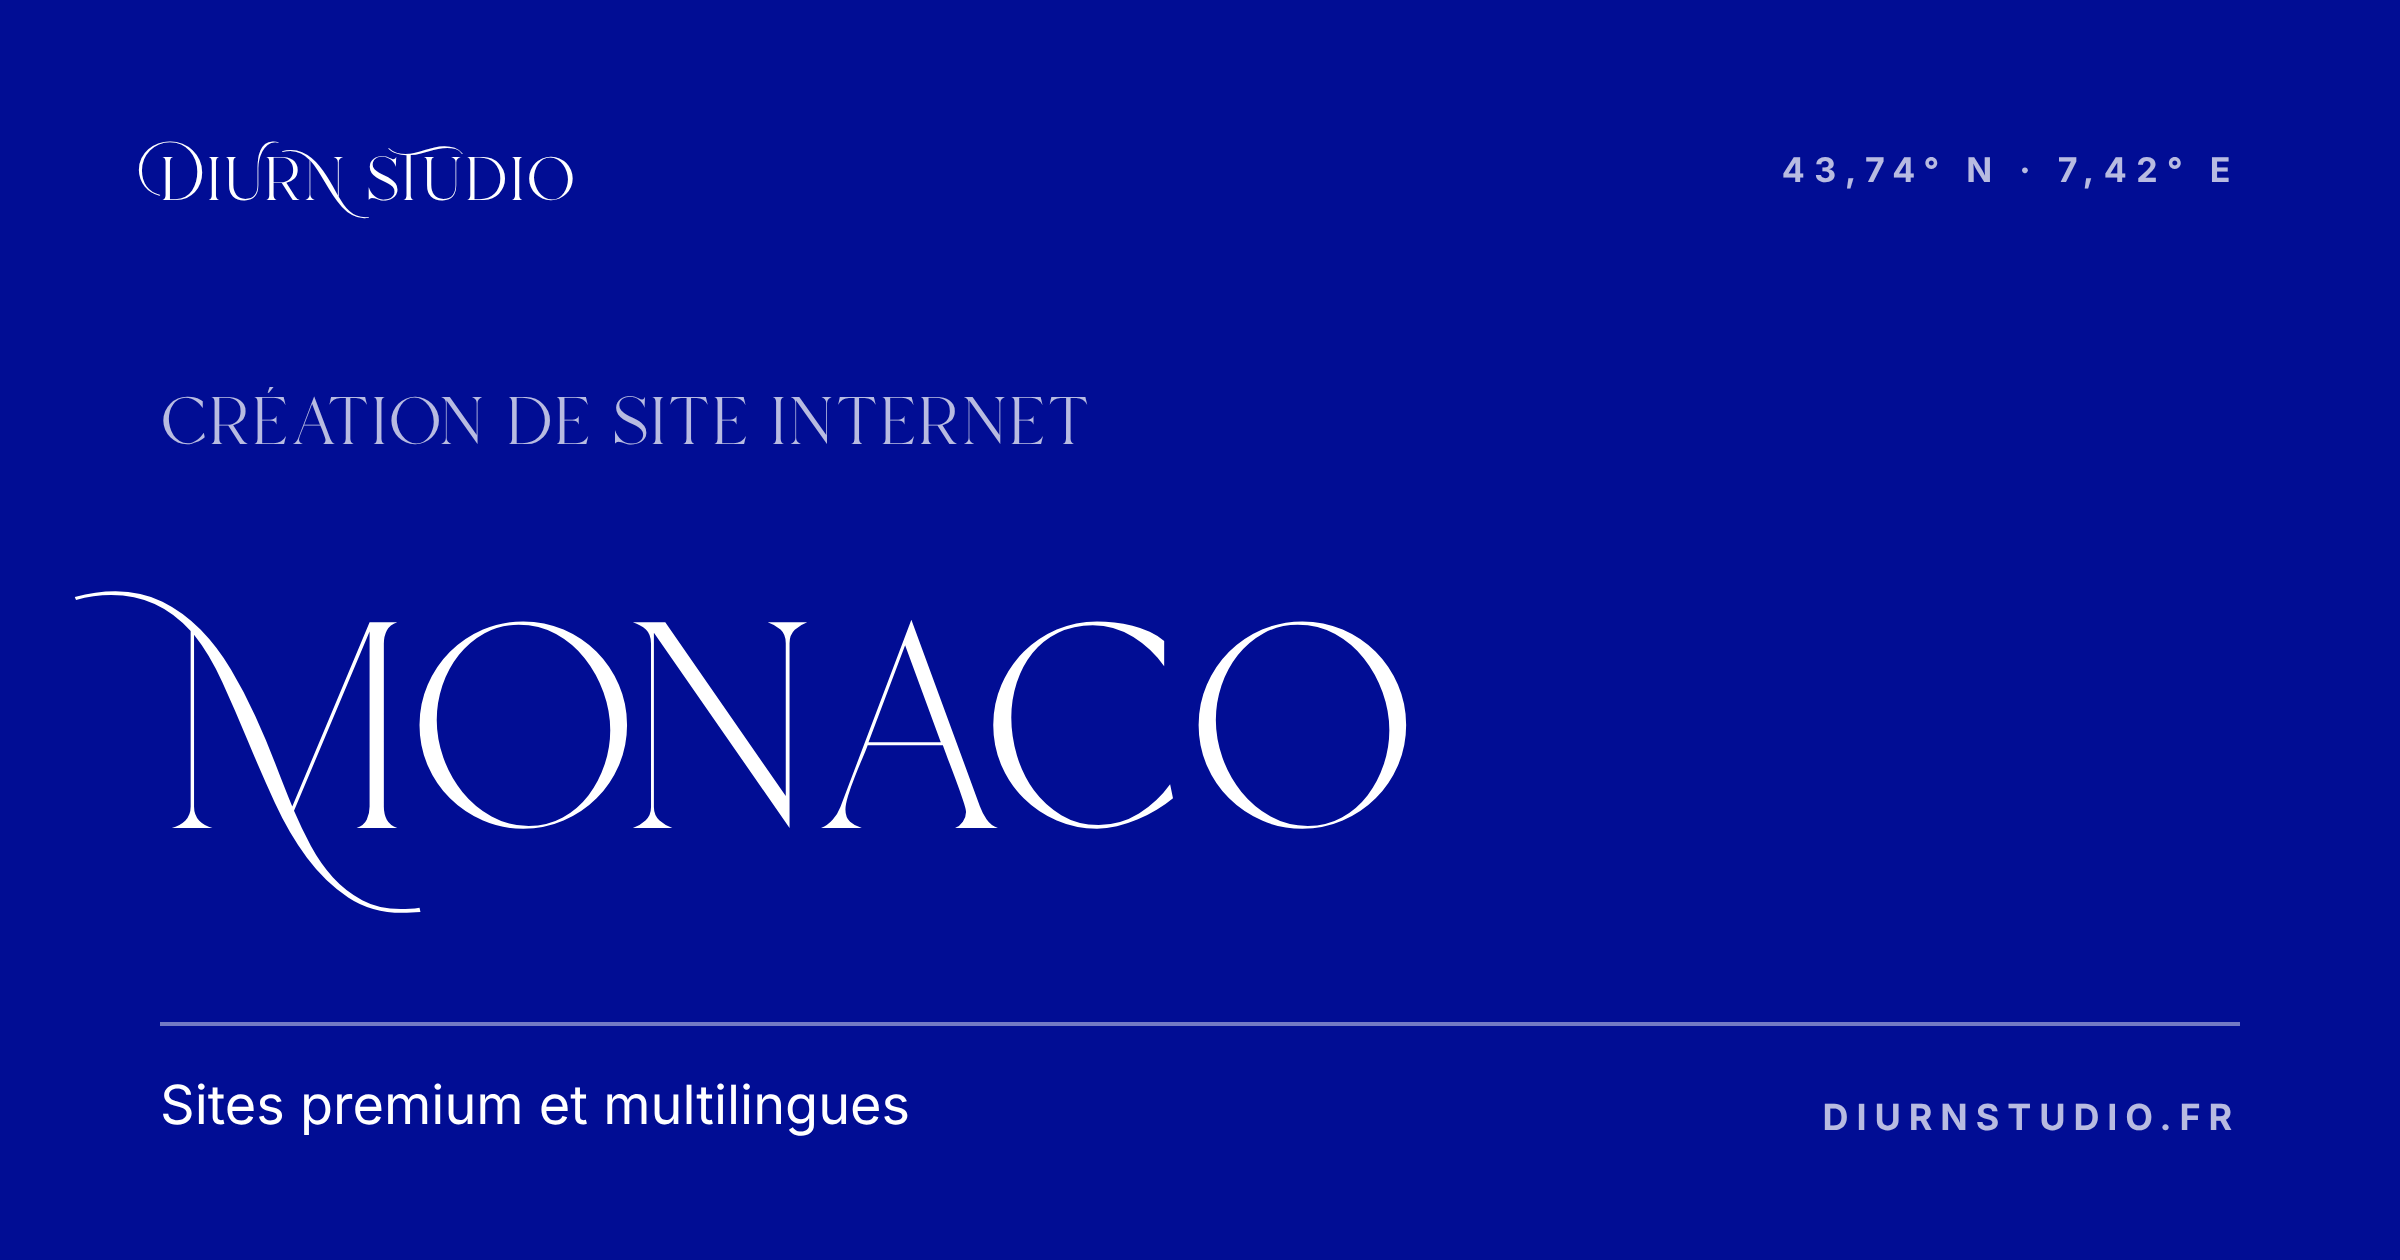 DIURN STUDIO
43,74° N · 7,42° E
CRÉATION DE SITE INTERNET
MONACO
Sites premium et multilingues
DIURNSTUDIO.FR